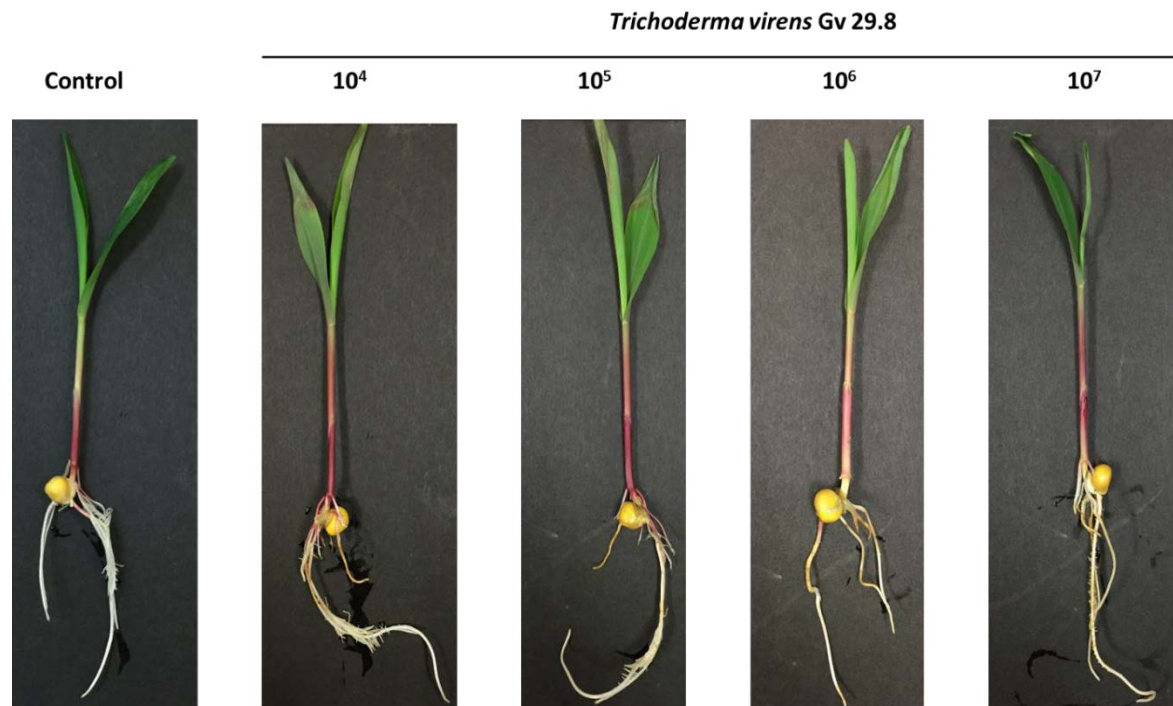 Trichoderma virens Gv 29.8
Control 10⁴ 10⁵ 10⁶ 10⁷